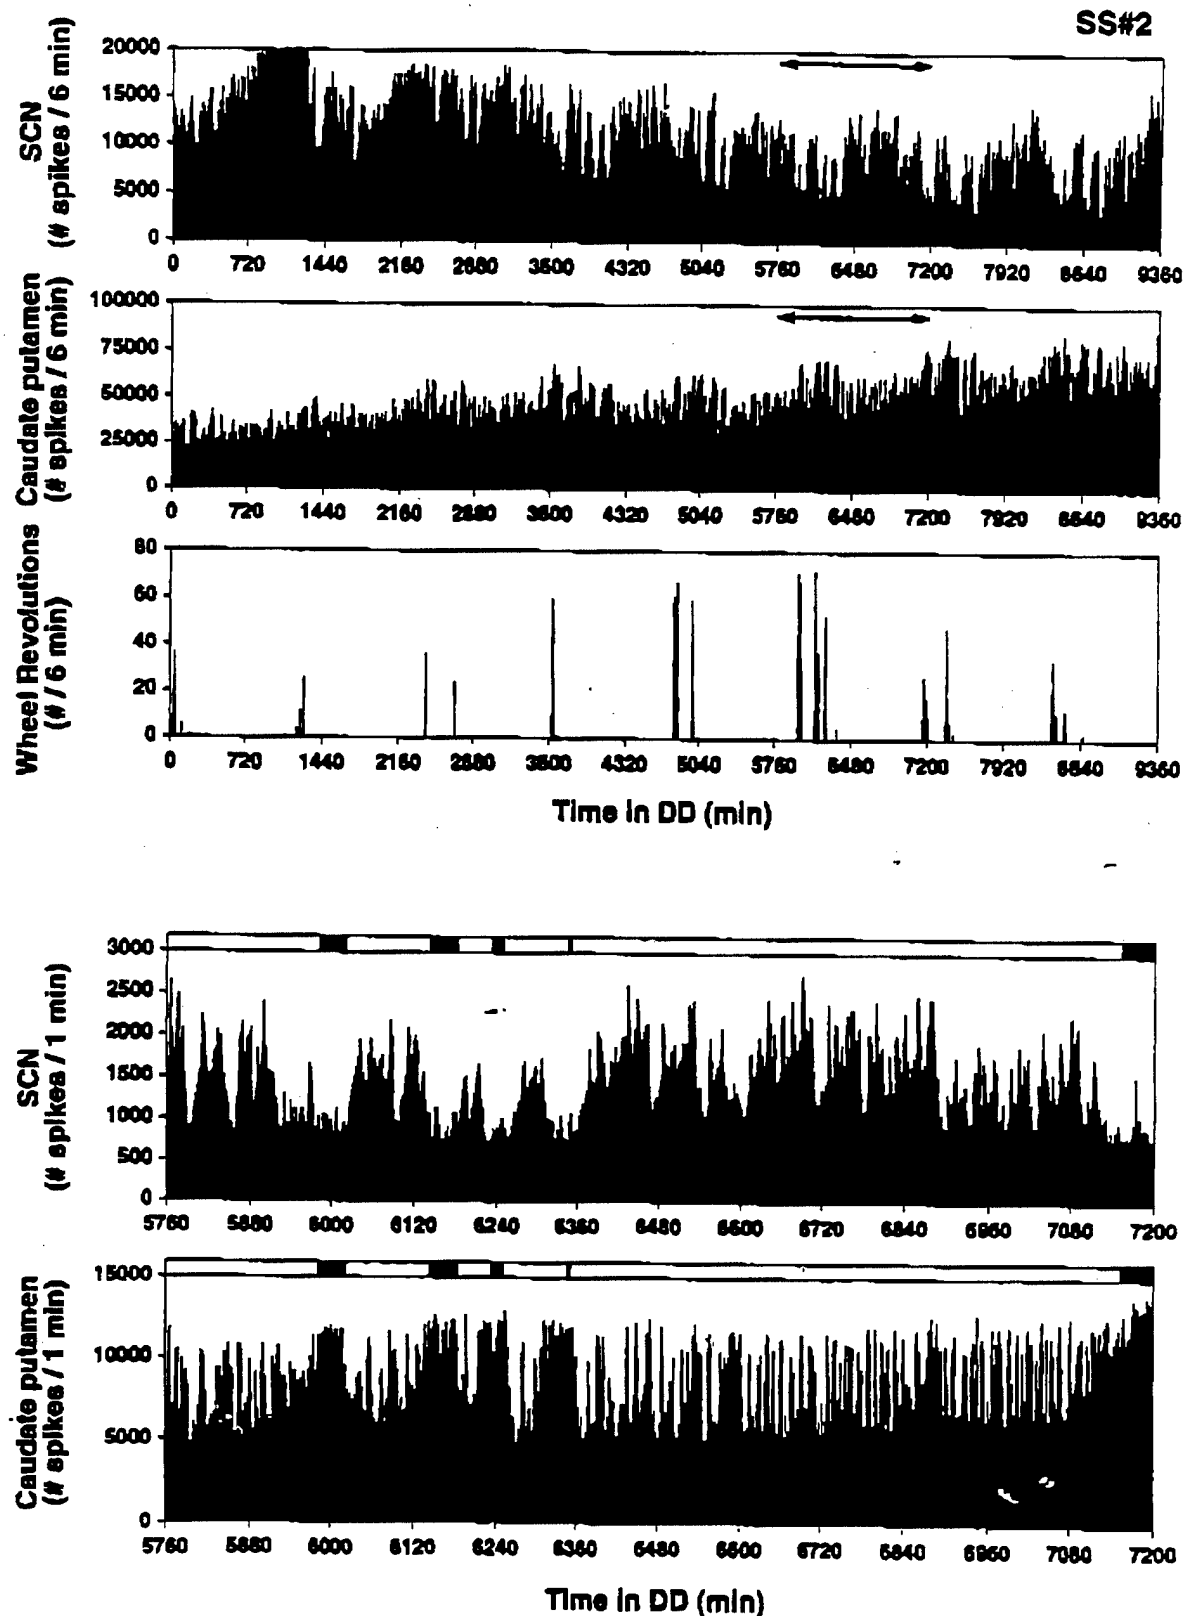 SS#2
SCN
(# spikes / 6 min)
20000
15000
10000
5000
0
0 720 1440 2160 2880 3600 4320 5040 5760 6480 7200 7920 8640 9360
Caudate putamen
(# spikes / 6 min)
100000
75000
50000
25000
0
0 720 1440 2160 2880 3600 4320 5040 5760 6480 7200 7920 8640 9360
Wheel Revolutions
(# / 6 min)
80
60
40
20
0
0 720 1440 2160 2880 3600 4320 5040 5760 6480 7200 7920 8640 9360
Time in DD (min)
SCN
(# spikes / 1 min)
3000
2500
2000
1500
1000
500
0
5760 5880 6000 6120 6240 6360 6480 6600 6720 6840 6960 7080 7200
Caudate putamen
(# spikes / 1 min)
15000
10000
5000
0
5760 5880 6000 6120 6240 6360 6480 6600 6720 6840 6960 7080 7200
Time in DD (min)